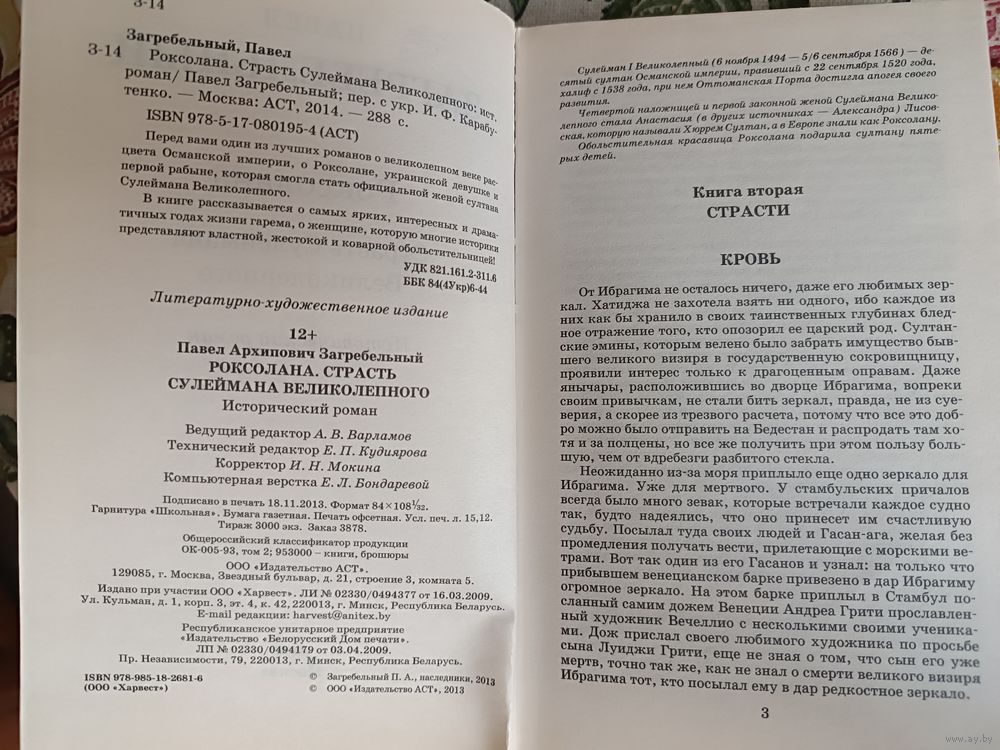 З-14
Загребельный, Павел
З-14
Роксолана. Страсть Сулеймана Великолепного: ист.
роман/ Павел Загребельный; пер. с укр. И. Ф. Карабу-
тенко. — Москва: АСТ, 2014. — 288 с.
ISBN 978-5-17-080195-4 (АСТ)
Перед вами один из лучших романов о великолепном веке рас-
цвета Османской империи, о Роксолане, украинской девушке и
первой рабыне, которая смогла стать официальной женой султана
Сулеймана Великолепного.
В книге рассказывается о самых ярких, интересных и драма-
тичных годах жизни гарема, о женщине, которую многие историки
представляют властной, жестокой и коварной обольстительницей!
УДК 821.161.2-311.6
ББК 84(4Укр)6-44
Литературно-художественное издание
12+
Павел Архипович Загребельный
РОКСОЛАНА. СТРАСТЬ
СУЛЕЙМАНА ВЕЛИКОЛЕПНОГО
Исторический роман
Ведущий редактор А. В. Варламов
Технический редактор Е. П. Кудиярова
Корректор И. Н. Мокина
Компьютерная верстка Е. Л. Бондаревой
Подписано в печать 18.11.2013. Формат 84×108 1/32.
Гарнитура «Школьная». Бумага газетная. Печать офсетная. Усл. печ. л. 15,12.
Тираж 3000 экз. Заказ 3878.
Общероссийский классификатор продукции
ОК-005-93, том 2; 953000 – книги, брошюры
ООО «Издательство АСТ».
129085, г. Москва, Звездный бульвар, д. 21, строение 3, комната 5.
Издано при участии ООО «Харвест». ЛИ № 02330/0494377 от 16.03.2009.
Ул. Кульман, д. 1, корп. 3, эт. 4, к. 42, 220013, г. Минск, Республика Беларусь.
E-mail редакции: harvest@anitex.by
Республиканское унитарное предприятие
«Издательство «Белорусский Дом печати».
ЛП № 02330/0494179 от 03.04.2009.
Пр. Независимости, 79, 220013, г. Минск, Республика Беларусь.
ISBN 978-985-18-2681-6
(ООО «Харвест»)
© Загребельный П. А., наследники, 2013
© ООО «Издательство АСТ», 2013
Сулейман I Великолепный (6 ноября 1494 — 5/6 сентября 1566) — де-
сятый султан Османской империи, правивший с 22 сентября 1520 года,
халиф с 1538 года, при нем Оттоманская Порта достигла апогея своего
развития.
Четвертой наложницей и первой законной женой Сулеймана Велико-
лепного стала Анастасия (в других источниках — Александра) Лисов-
ская, которую называли Хюррем Султан, а в Европе знали как Роксолану.
Обольстительная красавица Роксолана подарила султану пяте-
рых детей.
Книга вторая
СТРАСТИ
КРОВЬ
От Ибрагима не осталось ничего, даже его любимых зер-
кал. Хатиджа не захотела взять ни одного, ибо каждое из
них как бы хранило в своих таинственных глубинах блед-
ное отражение того, кто опозорил ее царский род. Султан-
ские эмины, которым велено было забрать имущество быв-
шего великого визиря в государственную сокровищницу,
проявили интерес только к драгоценным оправам. Даже
янычары, расположившись во дворце Ибрагима, вопреки
своим привычкам, не стали бить зеркал, правда, не из суе-
верия, а скорее из трезвого расчета, потому что все это доб-
ро можно было отправить на Бедестан и распродать там хо-
тя и за полцены, но все же получить при этом пользу боль-
шую, чем от вдребезги разбитого стекла.
Неожиданно из-за моря приплыло еще одно зеркало для
Ибрагима. Уже для мертвого. У стамбульских причалов
всегда было много зевак, которые встречали каждое судно
так, будто надеялись, что оно принесет им счастливую
судьбу. Посылал туда своих людей и Гасан-ага, желая без
промедления получать вести, прилетающие с морскими ве-
трами. Вот так один из его Гасанов и узнал: на только что
прибывшем венецианском барке привезено в дар Ибрагиму
огромное зеркало. На этом барке приплыл в Стамбул по-
сланный самим дожем Венеции Андреа Грити прославлен-
ный художник Вечеллио с несколькими своими ученика-
ми. Дож прислал своего любимого художника по просьбе
сына Луиджи Грити, еще не зная о том, что сын его уже
мертв, точно так же, как не знал о смерти великого визиря
Ибрагима тот, кто посылал ему в дар редкостное зеркало.
3
www.ay.by